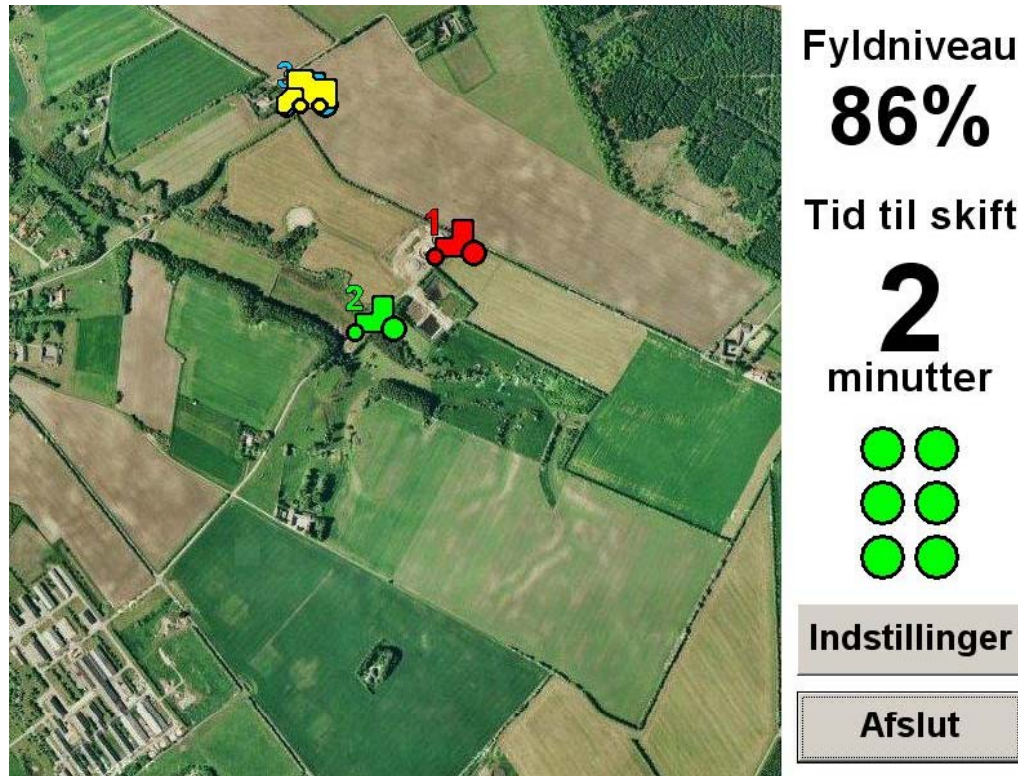 3
1
2
Fyldniveau
86%
Tid til skift
2
minutter
Indstillinger
Afslut